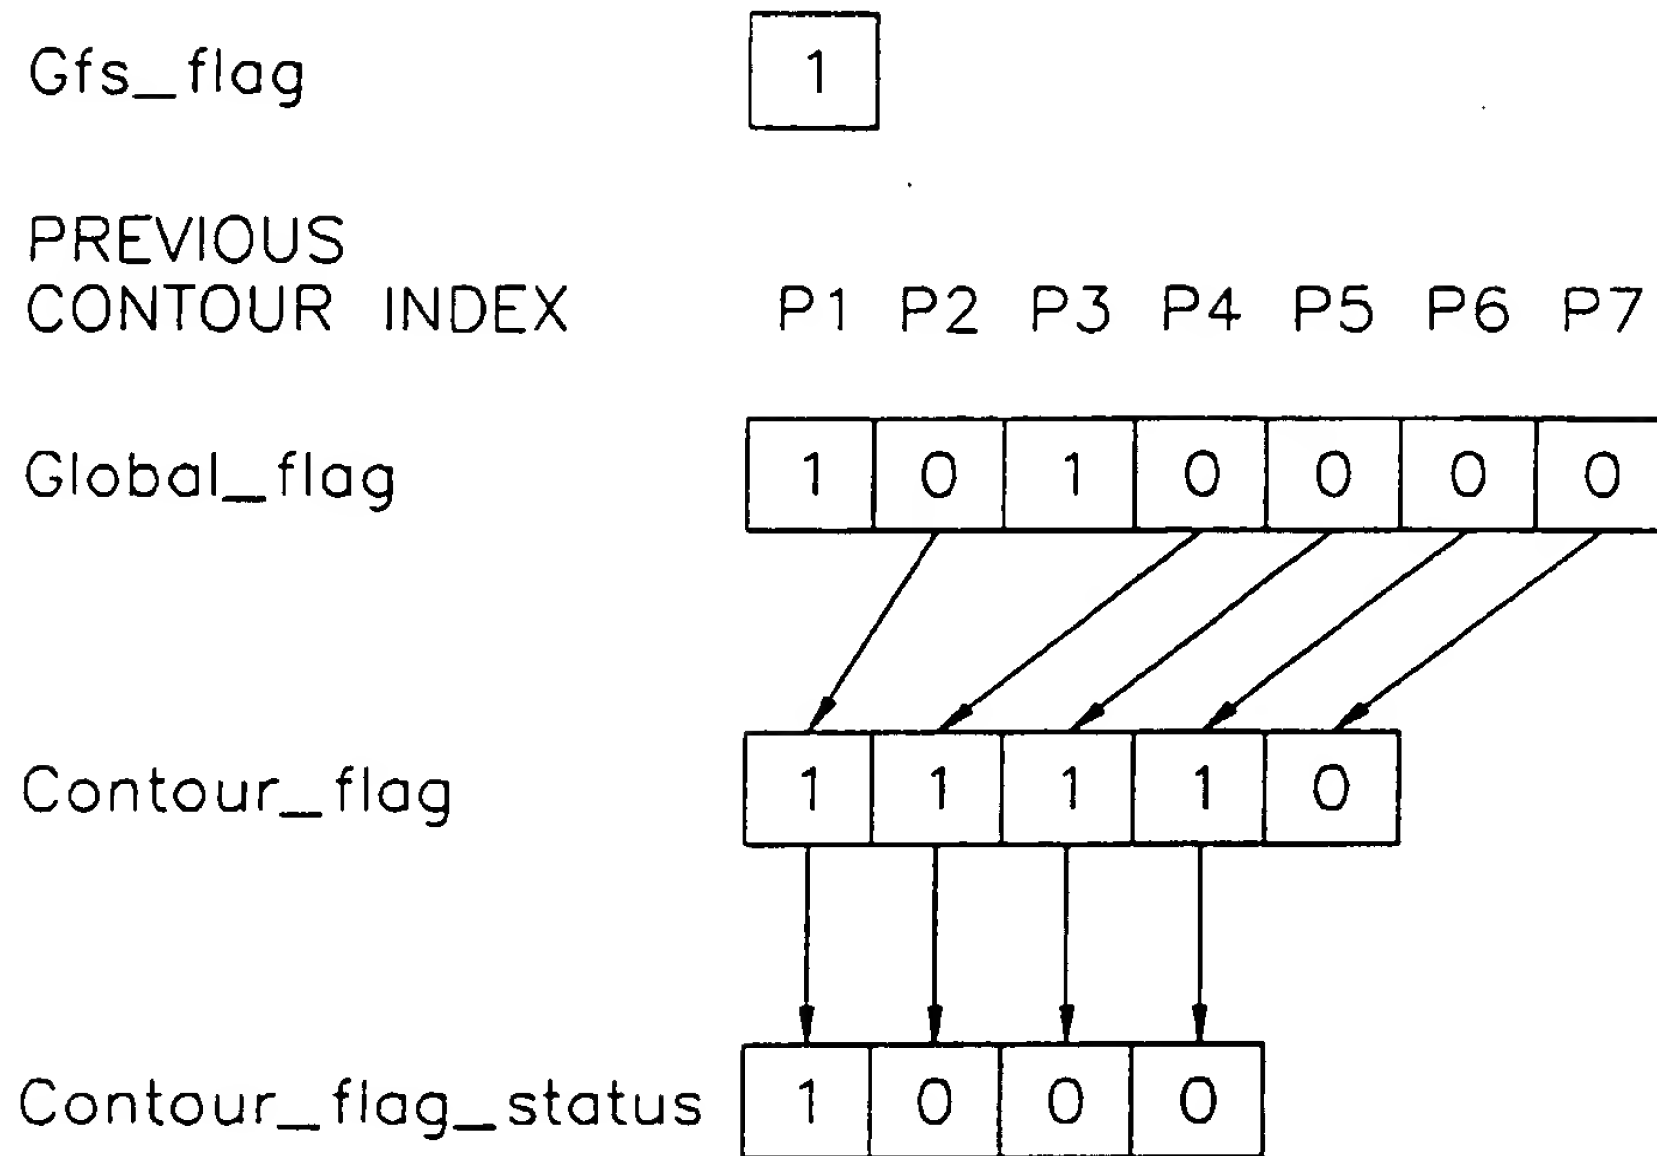 Gfs_flag 1
PREVIOUS
CONTOUR INDEX P1 P2 P3 P4 P5 P6 P7
Global_flag 1 0 1 0 0 0 0
Contour_flag 1 1 1 1 0
Contour_flag_status 1 0 0 0